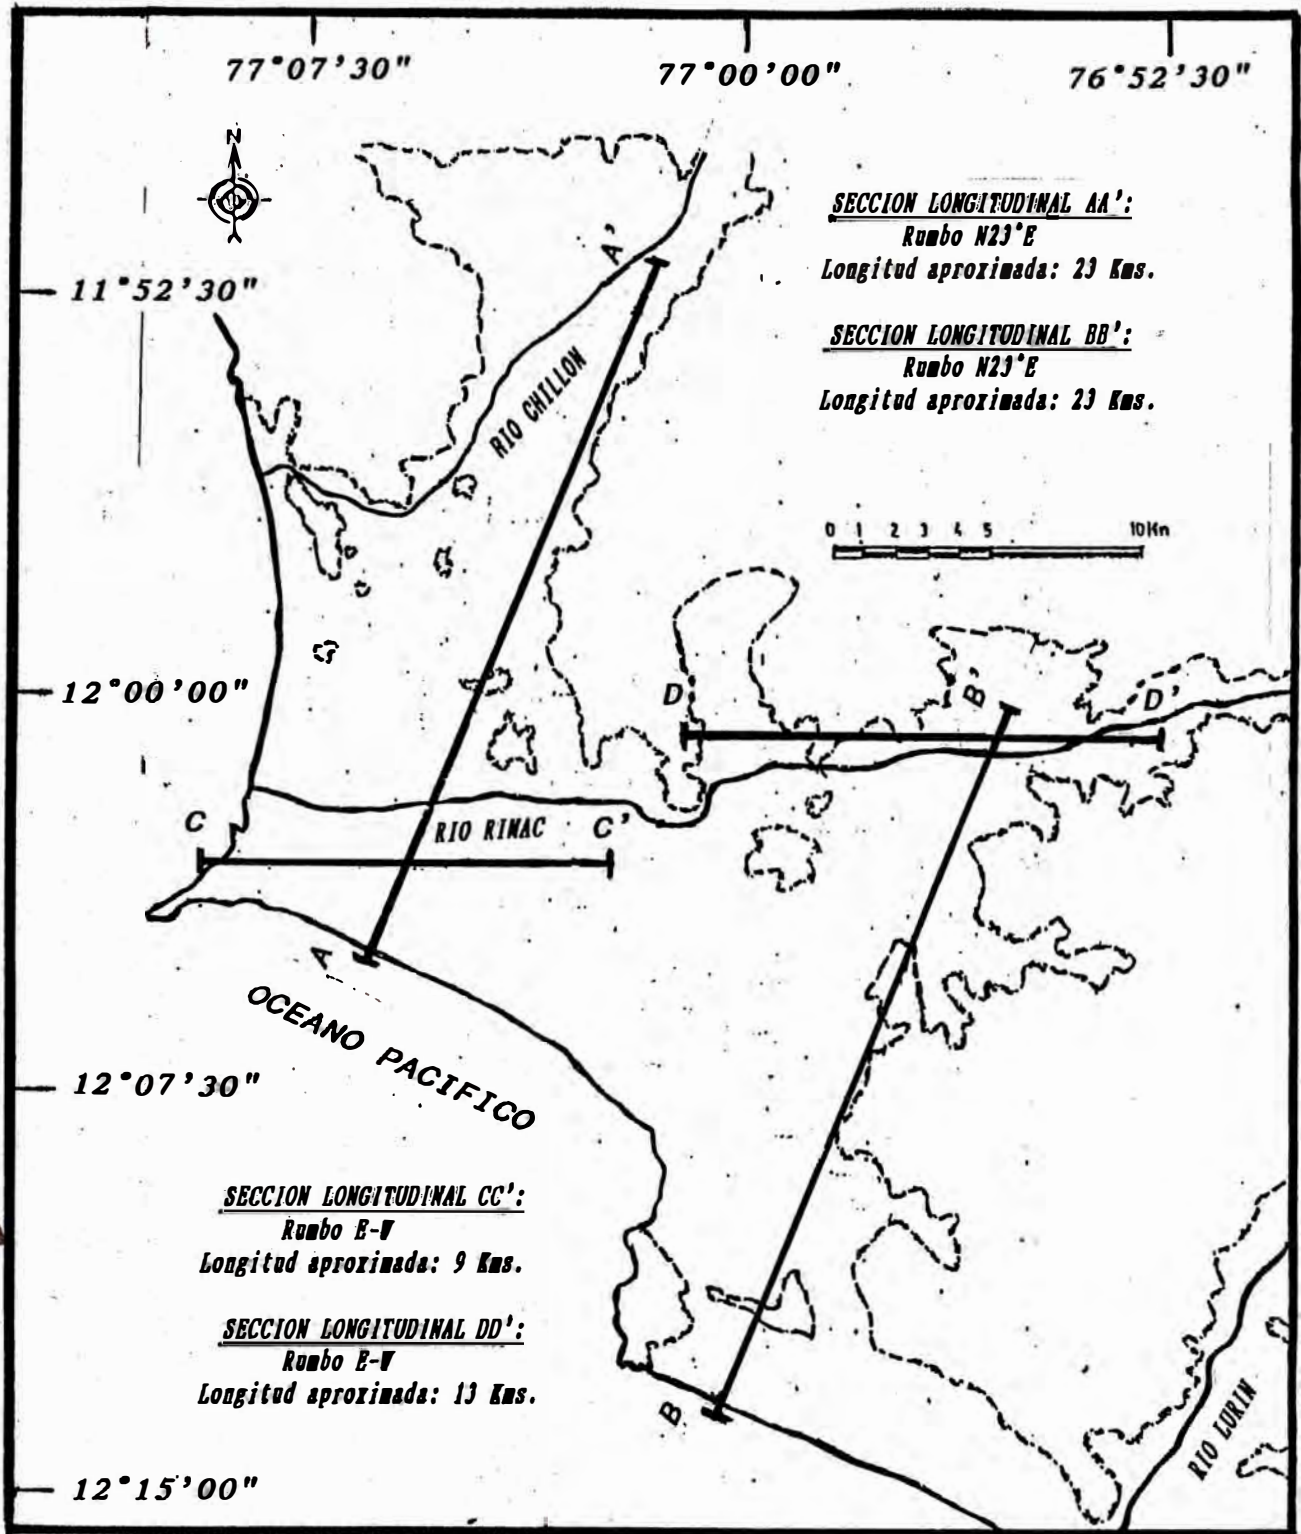 77°07'30" 77°00'00" 76°52'30"
N
SECCION LONGITUDINAL AA':
Rumbo N23°E
Longitud aproximada: 23 Kms.
A'
11°52'30"
SECCION LONGITUDINAL BB':
Rumbo N23°E
Longitud aproximada: 23 Kms.
RIO CHILLON
0 1 2 3 4 5 10Km
12°00'00"
D B' D'
C RIO RIMAC C'
A
OCEANO PACIFICO
12°07'30"
SECCION LONGITUDINAL CC':
Rumbo E-W
Longitud aproximada: 9 Kms.
SECCION LONGITUDINAL DD':
Rumbo E-W
Longitud aproximada: 13 Kms.
B
RIO LURIN
12°15'00"